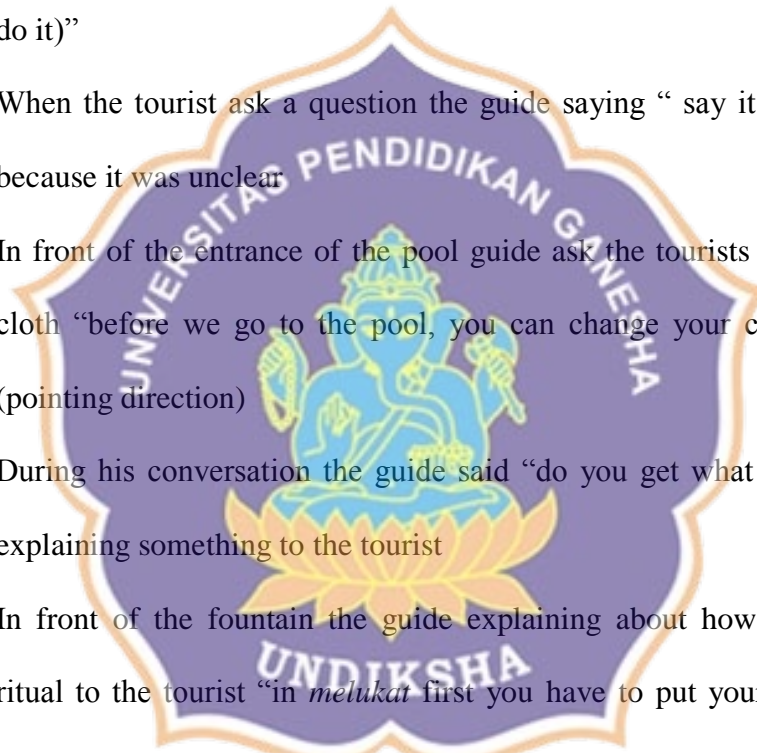 do it)”
When the tourist ask a question the guide saying “ say it
because it was unclear
In front of the entrance of the pool guide ask the tourists
cloth “before we go to the pool, you can change your c
(pointing direction)
During his conversation the guide said “do you get what
explaining something to the tourist
In front of the fountain the guide explaining about how
ritual to the tourist “in melukat first you have to put your
UNIVERSITAS PENDIDIKAN GANESHA
UNDIKSHA